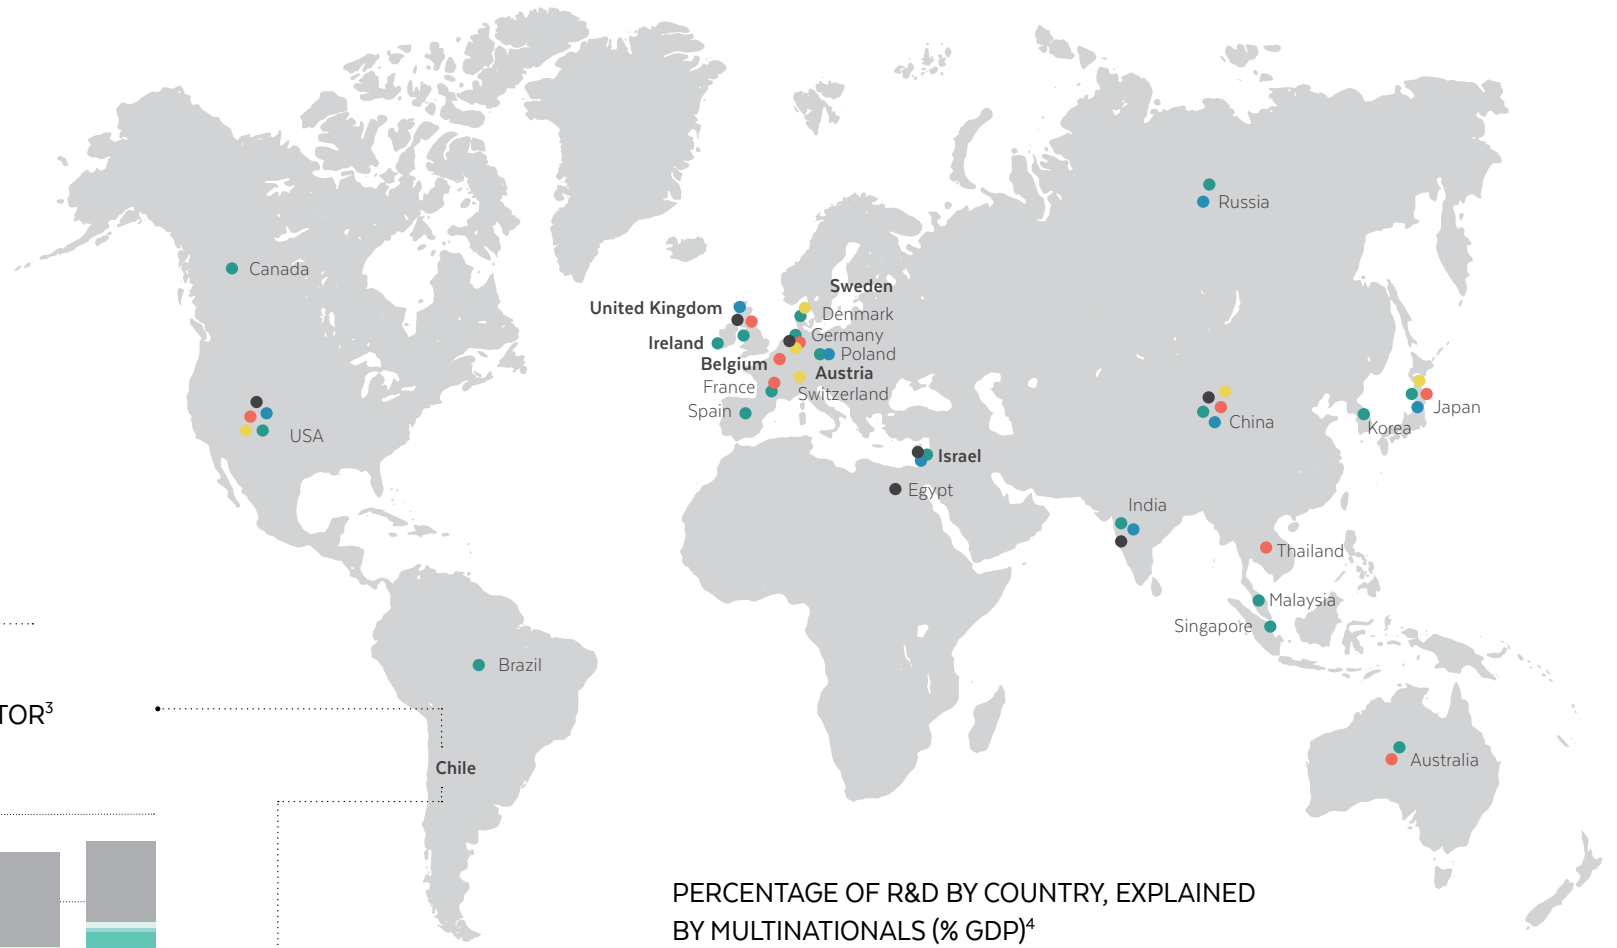 Russia
Canada
Sweden
United Kingdom
Denmark
Germany
Ireland
Poland
Belgium
Austria
France
Switzerland
Spain
Japan
China
Korea
USA
Israel
Egypt
India
Thailand
Malaysia
Singapore
Brazil
TOR3
Australia
Chile
PERCENTAGE OF R&D BY COUNTRY, EXPLAINED
BY MULTINATIONALS (% GDP)4